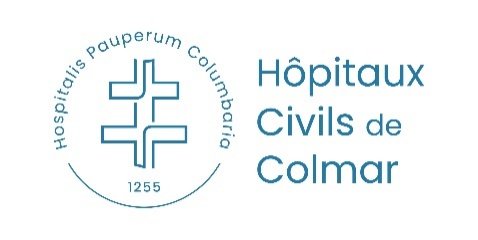 Hospitalis Pauperum Columbaria
1255
Hôpitaux
Civils de
Colmar